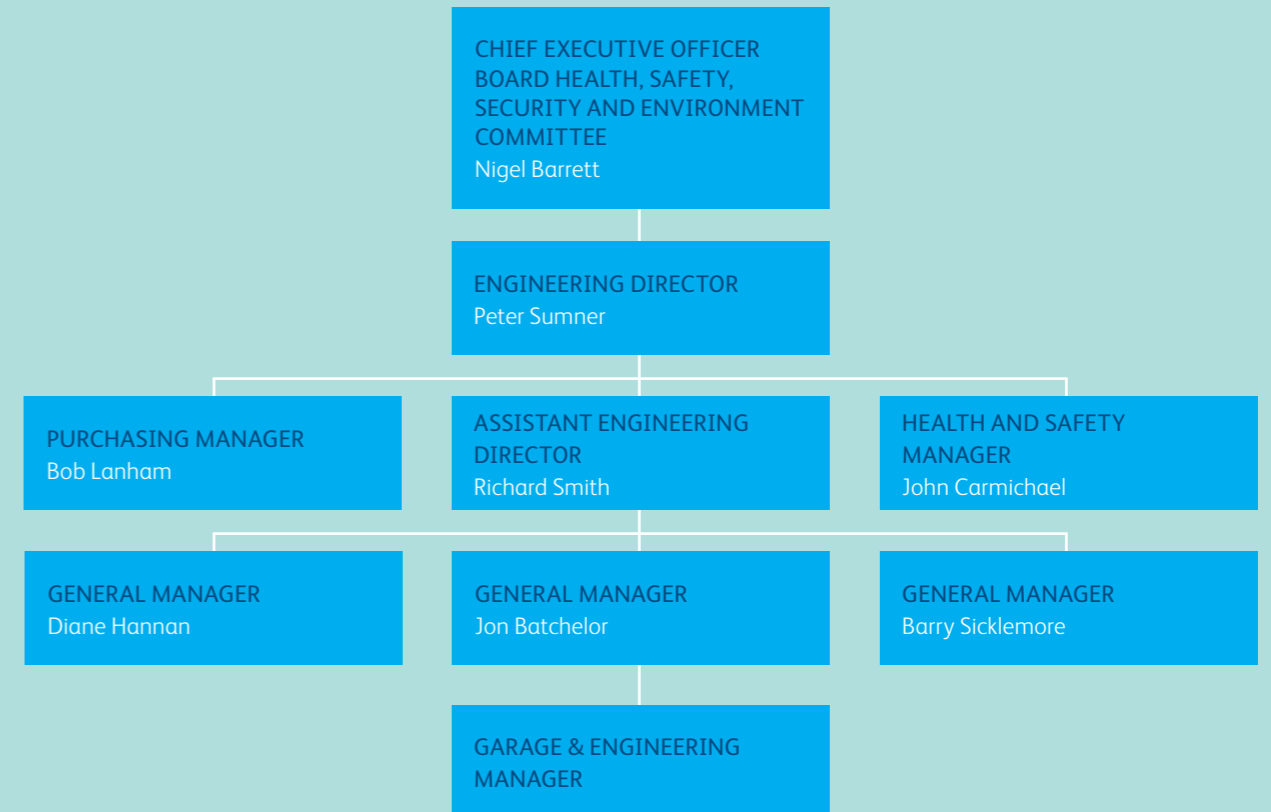 CHIEF EXECUTIVE OFFICER
BOARD HEALTH, SAFETY,
SECURITY AND ENVIRONMENT
COMMITTEE
Nigel Barrett
ENGINEERING DIRECTOR
Peter Sumner
PURCHASING MANAGER
Bob Lanham
ASSISTANT ENGINEERING
DIRECTOR
Richard Smith
HEALTH AND SAFETY
MANAGER
John Carmichael
GENERAL MANAGER
Diane Hannan
GENERAL MANAGER
Jon Batchelor
GENERAL MANAGER
Barry Sicklemore
GARAGE & ENGINEERING
MANAGER